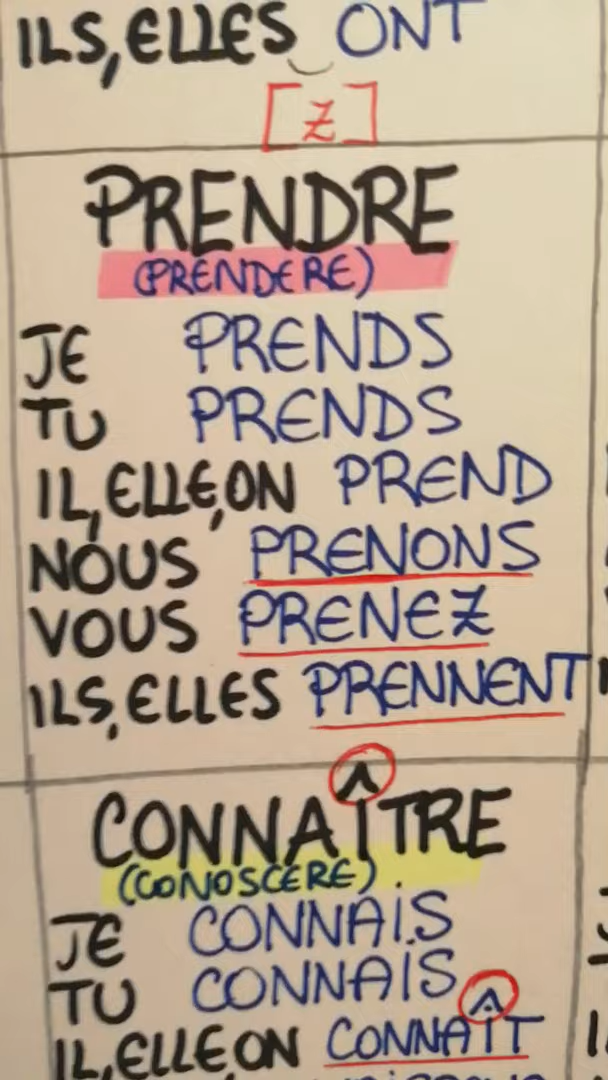 ILS, ELLES ONT
[Z]
PRENDRE
(PRENDERE)
JE PRENDS
TU PRENDS
IL, ELLE, ON PREND
NOUS PRENONS
VOUS PRENEZ
ILS, ELLES PRENNENT
CONNAÎTRE
(CONOSCERE)
JE CONNAIS
TU CONNAIS
IL, ELLE, ON CONNAÎT